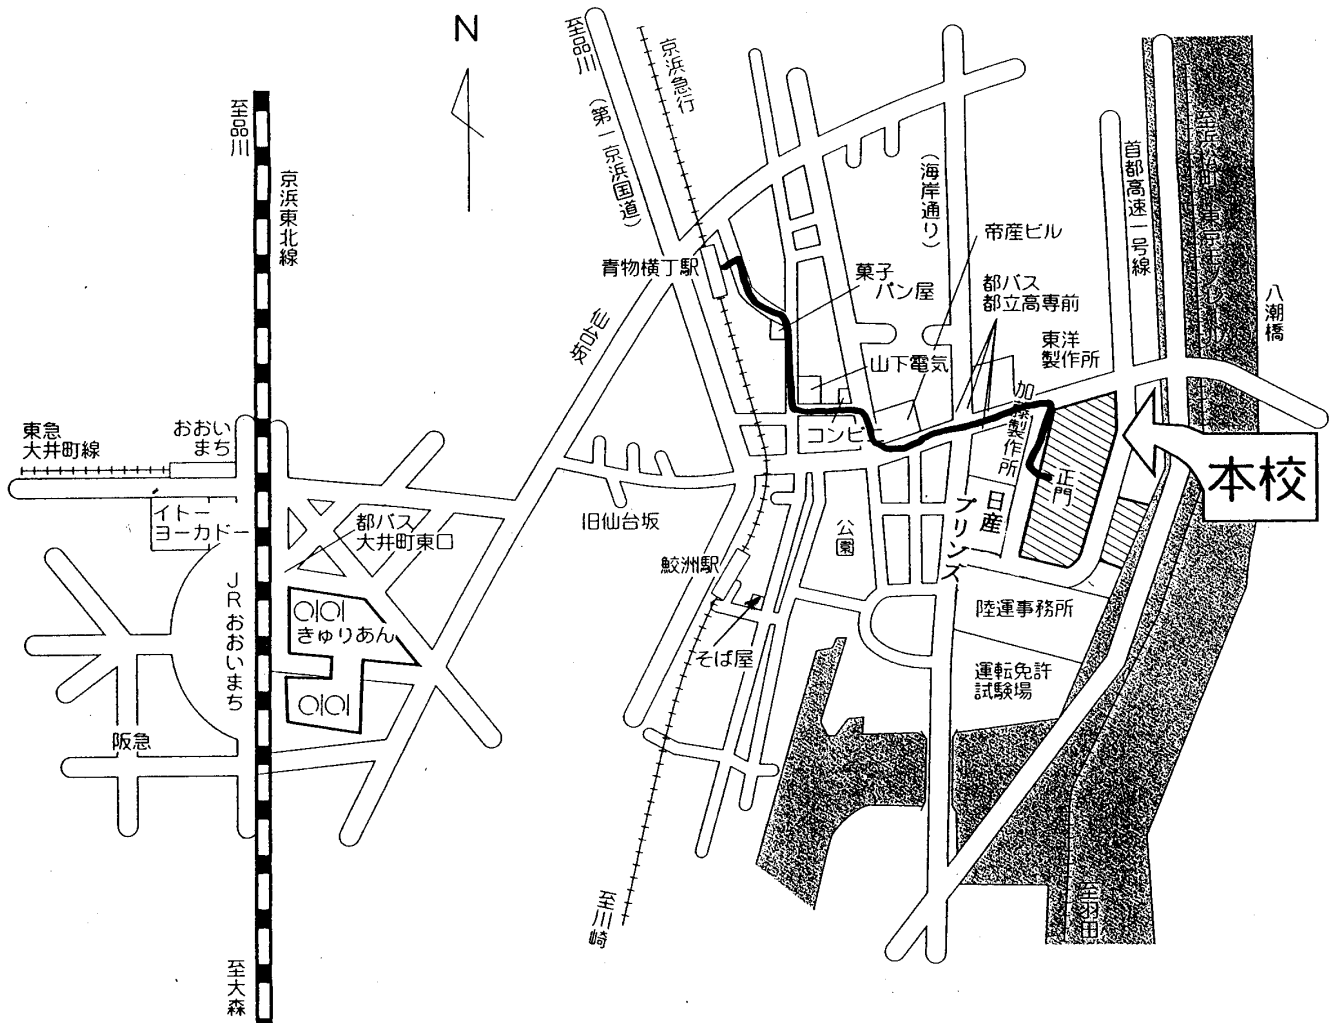 N
至品川
(第一京浜国道)
京浜急行
至品川
京浜東北線
(海岸通り)
首都高速一号線
至浜松町(東京モノレール)
八潮橋
帝産ビル
菓子
パン屋
都バス
都立高専前
東洋
製作所
青物横丁駅
仙台坂
山下電気
加藤製作所
コンビニ
東急
大井町線
おおい
まち
イトー
ヨーカドー
都バス
大井町東口
旧仙台坂
公園
日産
プリンス
正門
本校
鮫洲駅
JRおおいまち
きゅりあん
○|○|
○|○|
そば屋
陸運事務所
運転免許
試験場
阪急
至川崎
至羽田
至大森